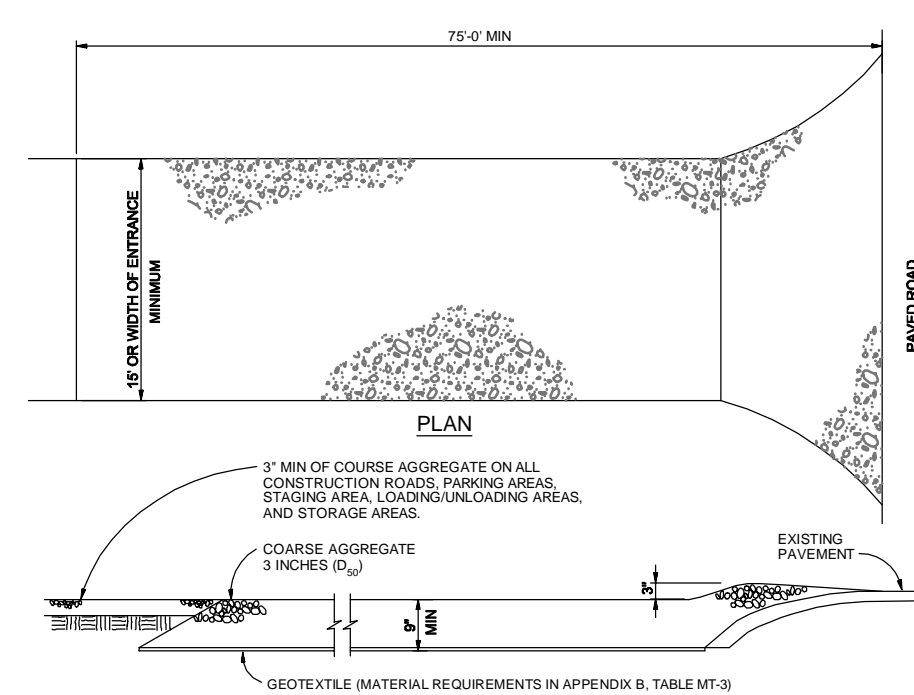 75'-0' MIN
15' OR WIDTH OF ENTRANCE
MINIMUM
PAVED ROAD
PLAN
3" MIN OF COURSE AGGREGATE ON ALL
CONSTRUCTION ROADS, PARKING AREAS,
STAGING AREA, LOADING/UNLOADING AREAS,
AND STORAGE AREAS.
COARSE AGGREGATE
3 INCHES (D50)
EXISTING
PAVEMENT
3"
9"
MIN
GEOTEXTILE (MATERIAL REQUIREMENTS IN APPENDIX B, TABLE MT-3)